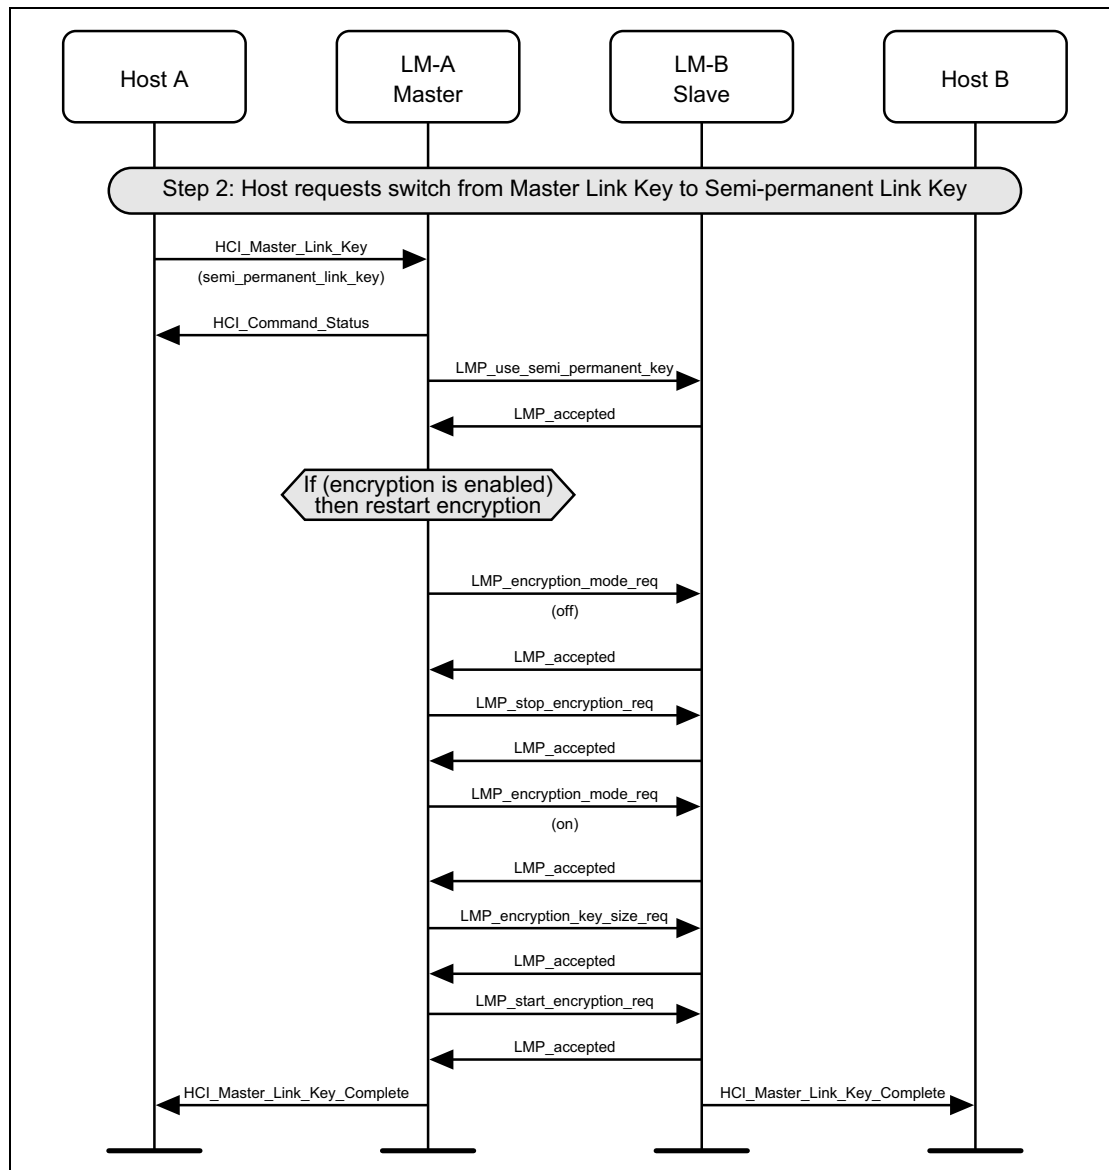 Host A
LM-A
Master
LM-B
Slave
Host B
Step 2: Host requests switch from Master Link Key to Semi-permanent Link Key
HCI_Master_Link_Key
(semi_permanent_link_key)
HCI_Command_Status
LMP_use_semi_permanent_key
LMP_accepted
If (encryption is enabled)
then restart encryption
LMP_encryption_mode_req
(off)
LMP_accepted
LMP_stop_encryption_req
LMP_accepted
LMP_encryption_mode_req
(on)
LMP_accepted
LMP_encryption_key_size_req
LMP_accepted
LMP_start_encryption_req
LMP_accepted
HCI_Master_Link_Key_Complete
HCI_Master_Link_Key_Complete